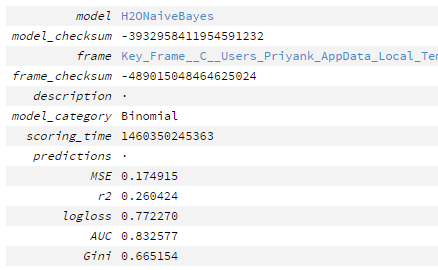 model H2ONaiveBayes
model_checksum -3932958411954591232
frame Key_Frame__C__Users_Priyank_AppData_Local_Ter
frame_checksum -489015048464625024
description ·
model_category Binomial
scoring_time 1460350245363
predictions ·
MSE 0.174915
r2 0.260424
logloss 0.772270
AUC 0.832577
Gini 0.665154